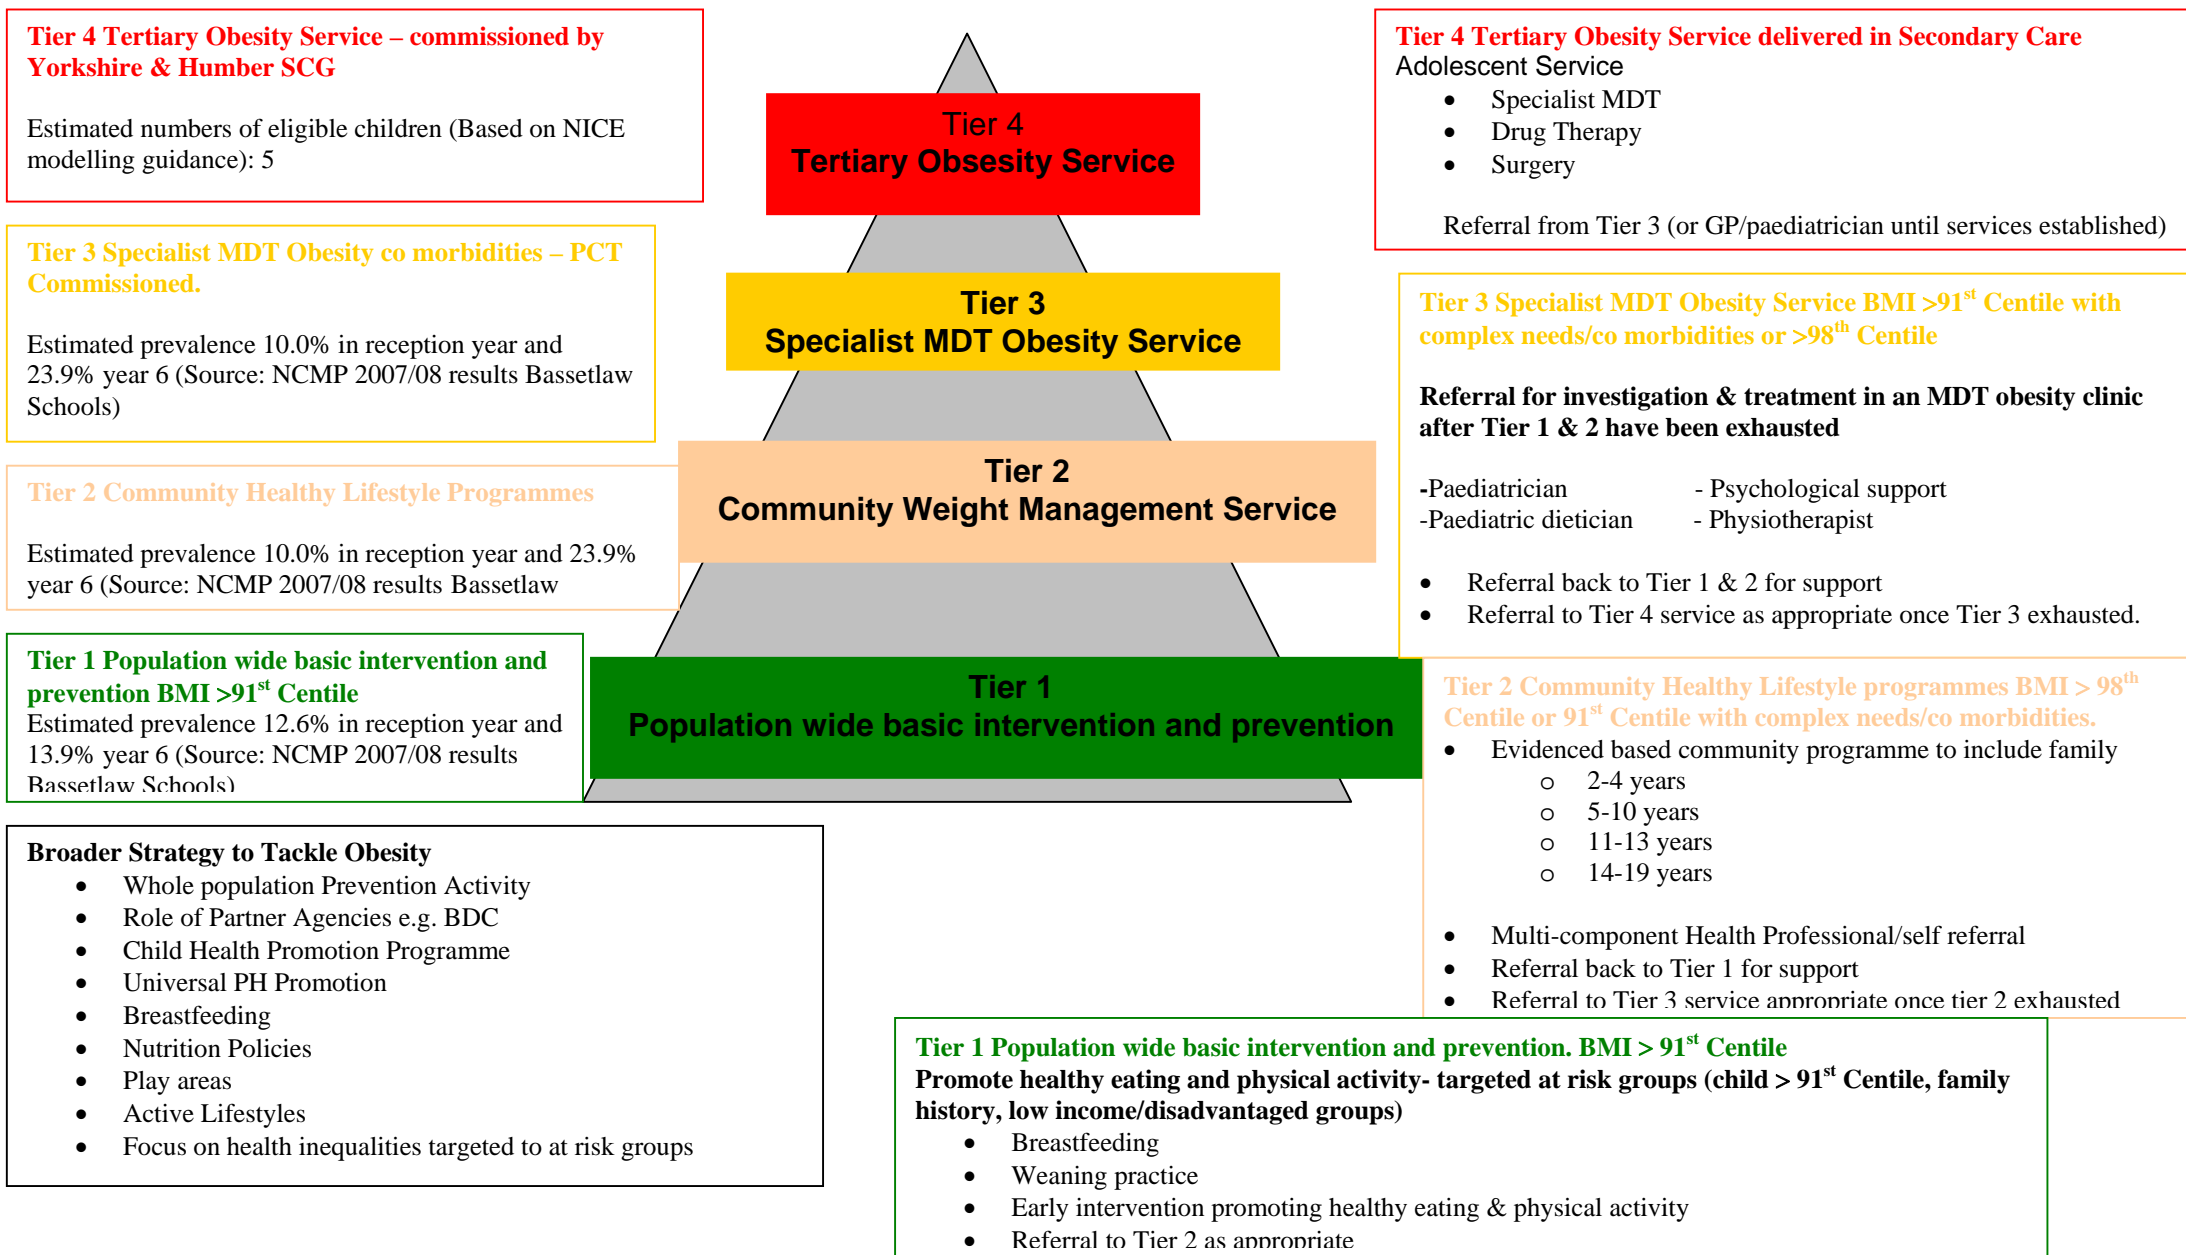 Tier 4 Tertiary Obesity Service – commissioned by
Yorkshire & Humber SCG
Estimated numbers of eligible children (Based on NICE
modelling guidance): 5
Tier 3 Specialist MDT Obesity co morbidities – PCT
Commissioned.
Estimated prevalence 10.0% in reception year and
23.9% year 6 (Source: NCMP 2007/08 results Bassetlaw
Schools)
Tier 2 Community Healthy Lifestyle Programmes
Estimated prevalence 10.0% in reception year and 23.9%
year 6 (Source: NCMP 2007/08 results Bassetlaw
Tier 1 Population wide basic intervention and
prevention BMI >91st Centile
Estimated prevalence 12.6% in reception year and
13.9% year 6 (Source: NCMP 2007/08 results
Bassetlaw Schools)
Broader Strategy to Tackle Obesity
• Whole population Prevention Activity
• Role of Partner Agencies e.g. BDC
• Child Health Promotion Programme
• Universal PH Promotion
• Breastfeeding
• Nutrition Policies
• Play areas
• Active Lifestyles
• Focus on health inequalities targeted to at risk groups
Tier 4
Tertiary Obsesity Service
Tier 3
Specialist MDT Obesity Service
Tier 2
Community Weight Management Service
Tier 1
Population wide basic intervention and prevention
Tier 4 Tertiary Obesity Service delivered in Secondary Care
Adolescent Service
• Specialist MDT
• Drug Therapy
• Surgery
Referral from Tier 3 (or GP/paediatrician until services established)
Tier 3 Specialist MDT Obesity Service BMI >91st Centile with
complex needs/co morbidities or >98th Centile
Referral for investigation & treatment in an MDT obesity clinic
after Tier 1 & 2 have been exhausted
-Paediatrician - Psychological support
-Paediatric dietician - Physiotherapist
• Referral back to Tier 1 & 2 for support
• Referral to Tier 4 service as appropriate once Tier 3 exhausted.
Tier 2 Community Healthy Lifestyle programmes BMI > 98th
Centile or 91st Centile with complex needs/co morbidities.
• Evidenced based community programme to include family
o 2-4 years
o 5-10 years
o 11-13 years
o 14-19 years
• Multi-component Health Professional/self referral
• Referral back to Tier 1 for support
• Referral to Tier 3 service appropriate once tier 2 exhausted
Tier 1 Population wide basic intervention and prevention. BMI > 91st Centile
Promote healthy eating and physical activity- targeted at risk groups (child > 91st Centile, family
history, low income/disadvantaged groups)
• Breastfeeding
• Weaning practice
• Early intervention promoting healthy eating & physical activity
• Referral to Tier 2 as appropriate